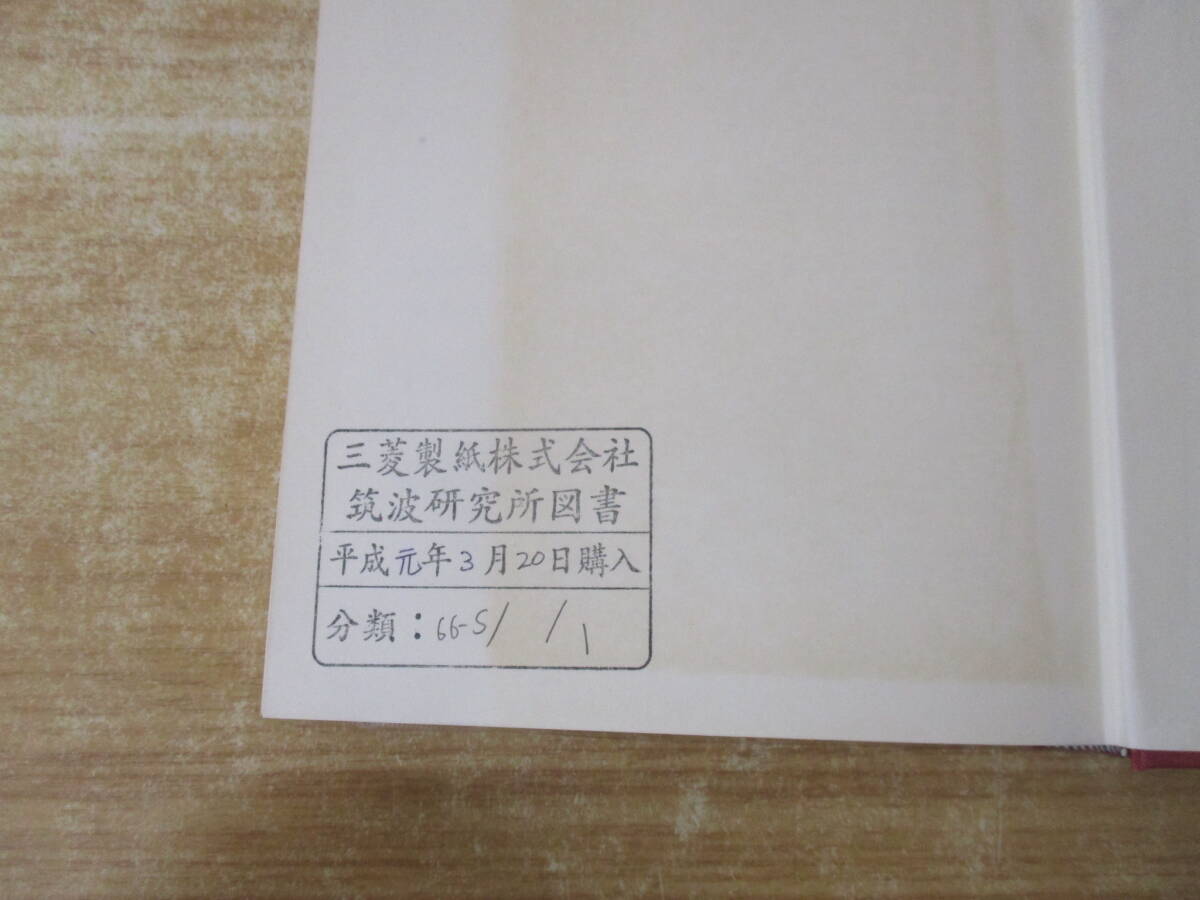 三菱製紙株式会社
筑波研究所図書
平成元年3月20日購入
分類：66-S/ /1